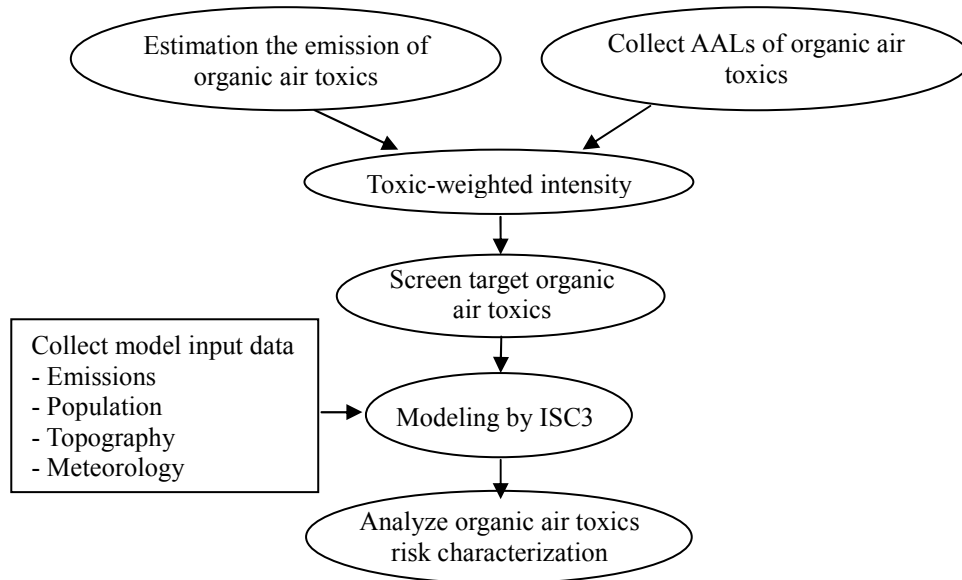 Estimation the emission of
organic air toxics
Collect AALs of organic air
toxics
Toxic-weighted intensity
Screen target organic
air toxics
Collect model input data
- Emissions
- Population
- Topography
- Meteorology
Modeling by ISC3
Analyze organic air toxics
risk characterization